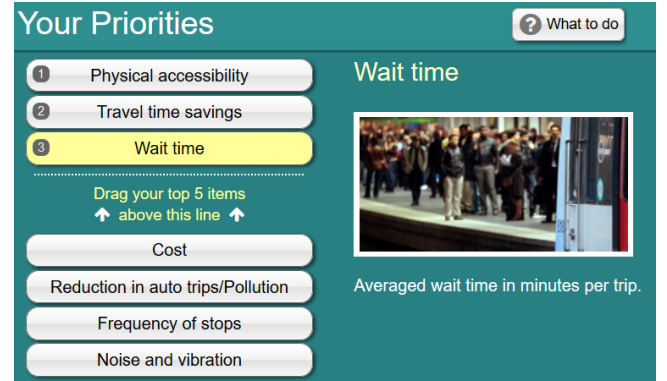 Your Priorities
? What to do
1 Physical accessibility
2 Travel time savings
3 Wait time
Drag your top 5 items
↑ above this line ↑
Cost
Reduction in auto trips/Pollution
Frequency of stops
Noise and vibration
Wait time
Averaged wait time in minutes per trip.